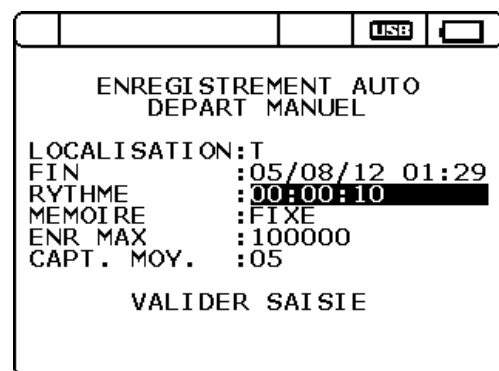 USB
ENREGISTREMENT AUTO
DEPART MANUEL
LOCALISATION:T
FIN :05/08/12 01:29
RYTHME :00:00:10
MEMOIRE :FIXE
ENR MAX :100000
CAPT. MOY. :05
VALIDER SAISIE